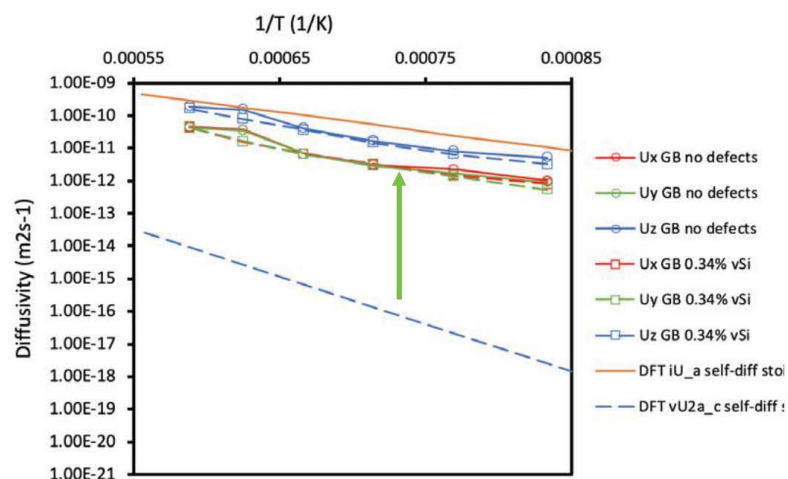 1/T (1/K)
0.00055 0.00065 0.00075 0.00085
1.00E-09
1.00E-10
1.00E-11
1.00E-12
1.00E-13
1.00E-14
1.00E-15
1.00E-16
1.00E-17
1.00E-18
1.00E-19
1.00E-20
1.00E-21
Diffusivity (m2s-1)
Ux GB no defects
Uy GB no defects
Uz GB no defects
Ux GB 0.34% vSi
Uy GB 0.34% vSi
Uz GB 0.34% vSi
DFT iU_a self-diff stoi
DFT vU2a_c self-diff s